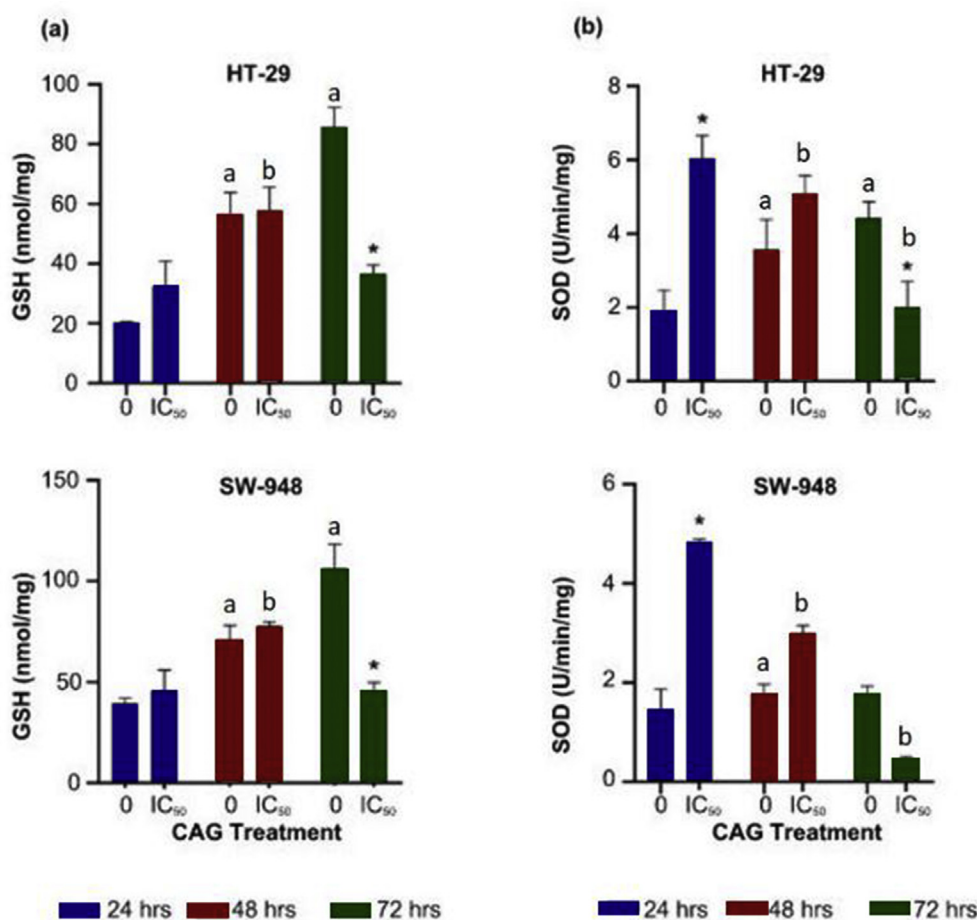 (a)
HT-29
GSH (nmol/mg)
100
80
60
40
20
0
a
b
a
*
0 IC₅₀ 0 IC₅₀ 0 IC₅₀
SW-948
GSH (nmol/mg)
150
100
50
0
a
b
a
*
0 IC₅₀ 0 IC₅₀ 0 IC₅₀
CAG Treatment
24 hrs 48 hrs 72 hrs
(b)
HT-29
SOD (U/min/mg)
8
6
4
2
0
*
a
b
a
b
*
0 IC₅₀ 0 IC₅₀ 0 IC₅₀
SW-948
SOD (U/min/mg)
6
4
2
0
*
a
b
b
0 IC₅₀ 0 IC₅₀ 0 IC₅₀
CAG Treatment
24 hrs 48 hrs 72 hrs